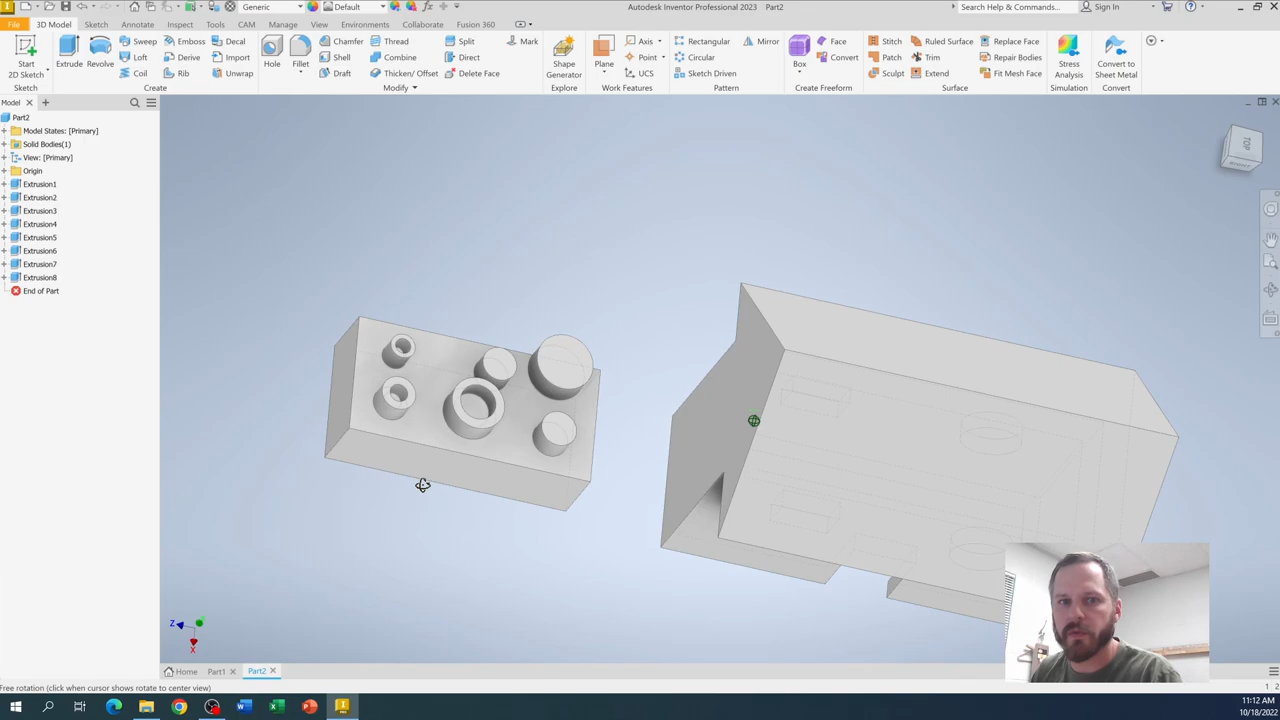 Generic
Default
Autodesk Inventor Professional 2023 Part2
Search Help & Commands...
Sign In
File 3D Model Sketch Annotate Inspect Tools CAM Manage View Environments Collaborate Fusion 360
Start
2D Sketch
Extrude
Revolve
Sweep
Emboss
Decal
Loft
Derive
Import
Coil
Rib
Unwrap
Hole
Fillet
Chamfer
Thread
Split
Mark
Shell
Combine
Direct
Draft
Thicken/ Offset
Delete Face
Shape
Generator
Plane
Axis
Point
UCS
Rectangular
Mirror
Circular
Sketch Driven
Box
Face
Convert
Stitch
Ruled Surface
Replace Face
Patch
Trim
Repair Bodies
Sculpt
Extend
Fit Mesh Face
Stress
Analysis
Convert to
Sheet Metal
Sketch
Create
Modify
Explore
Work Features
Pattern
Create Freeform
Surface
Simulation
Convert
Model
Part2
Model States: [Primary]
Solid Bodies(1)
View: [Primary]
Origin
Extrusion1
Extrusion2
Extrusion3
Extrusion4
Extrusion5
Extrusion6
Extrusion7
Extrusion8
End of Part
TOP
Z
X
Home
Part1
Part2
Free rotation (click when cursor shows rotate to center view)
1 2
11:12 AM
10/18/2022